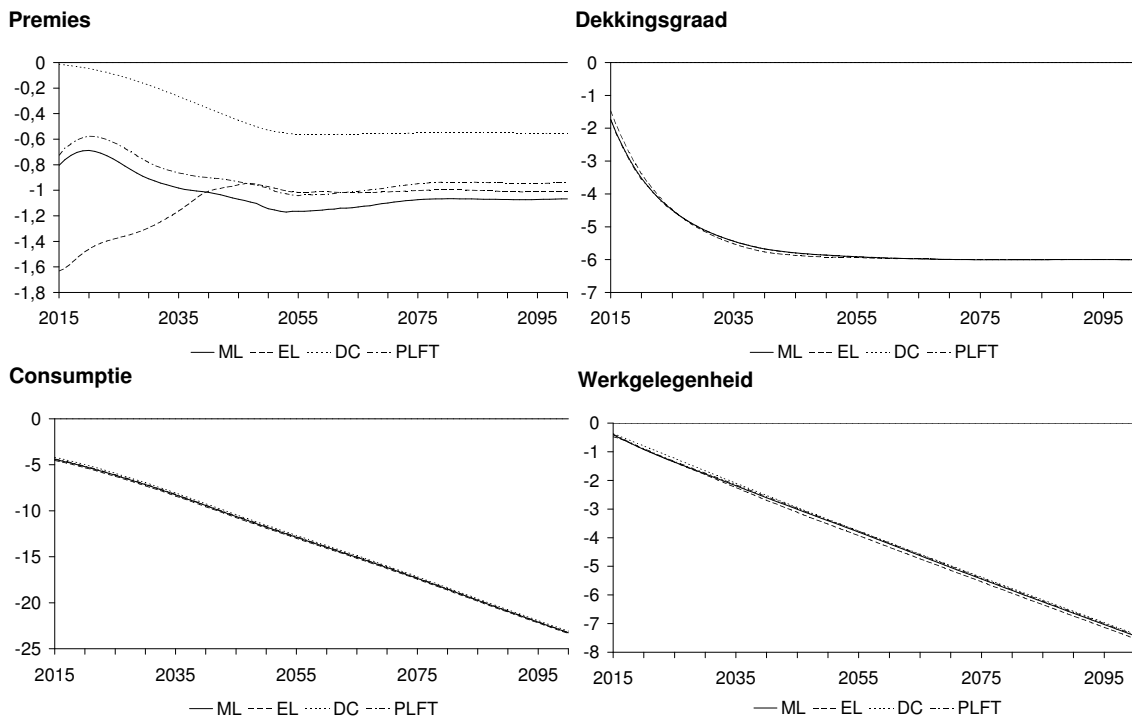 Premies
0
-0,2
-0,4
-0,6
-0,8
-1
-1,2
-1,4
-1,6
-1,8
2015 2035 2055 2075 2095
ML EL DC PLFT
Dekkingsgraad
0
-1
-2
-3
-4
-5
-6
-7
2015 2035 2055 2075 2095
ML EL DC PLFT
Consumptie
0
-5
-10
-15
-20
-25
2015 2035 2055 2075 2095
ML EL DC PLFT
Werkgelegenheid
0
-1
-2
-3
-4
-5
-6
-7
-8
2015 2035 2055 2075 2095
ML EL DC PLFT